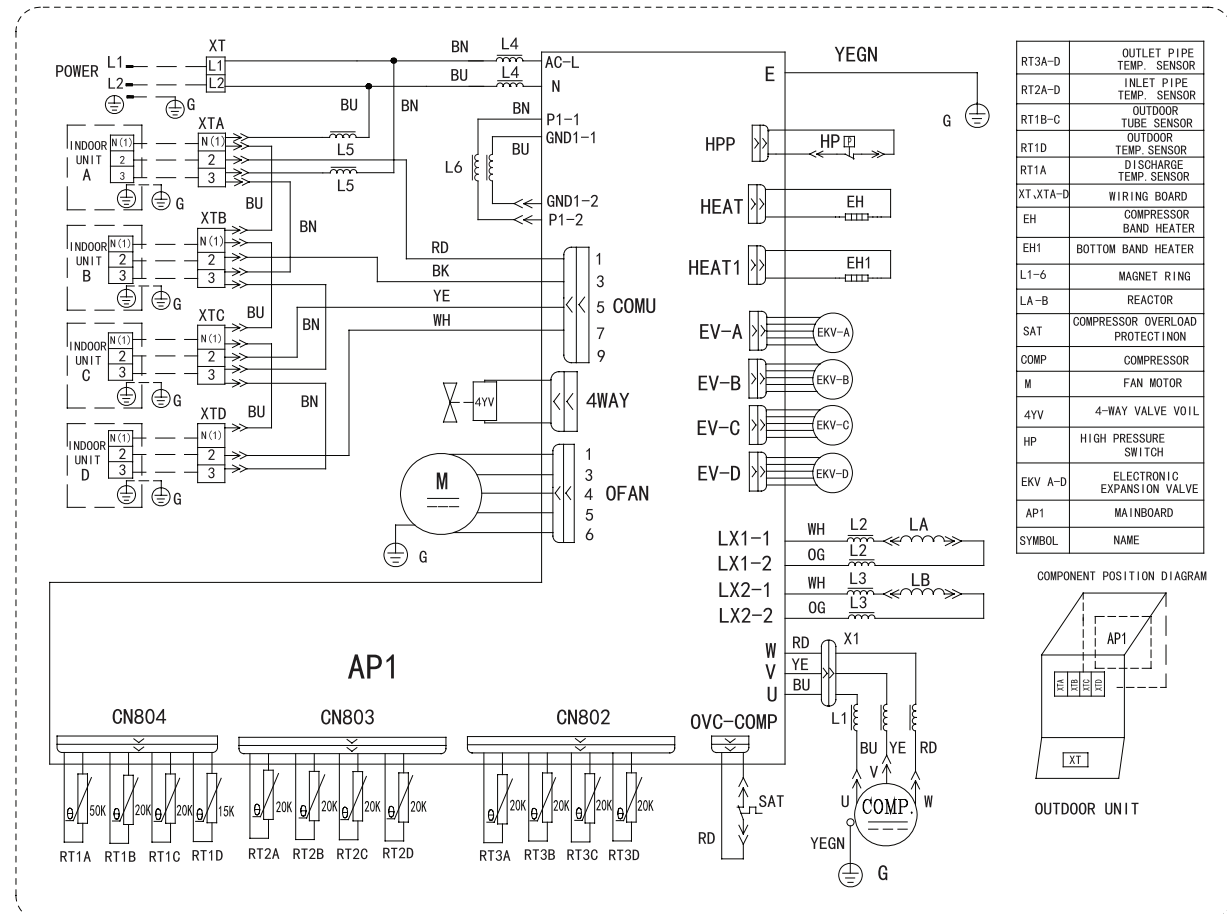 POWER
L1
L2
G
XT
L1
L2
BN
L4
BU
L4
BU
BN
AC-L
N
BN
P1-1
GND1-1
BU
L6
GND1-2
P1-2
L5
L5
INDOOR
UNIT
A
N(1)
2
3
G
XTA
N(1)
2
3
BU
BN
INDOOR
UNIT
B
N(1)
2
3
G
XTB
N(1)
2
3
BU
BN
INDOOR
UNIT
C
N(1)
2
3
G
XTC
N(1)
2
3
BU
BN
INDOOR
UNIT
D
N(1)
2
3
G
XTD
N(1)
2
3
RD
BK
YE
WH
1
3
5
7
9
COMU
4YV
4WAY
M
G
1
3
4
5
6
OFAN
E
YEGN
G
HPP
HP
P
HEAT
EH
HEAT1
EH1
EV-A
EKV-A
EV-B
EKV-B
EV-C
EKV-C
EV-D
EKV-D
LX1-1
WH
L2
LA
LX1-2
OG
L2
LX2-1
WH
L3
LB
LX2-2
OG
L3
W
RD
X1
V
YE
U
BU
L1
BU
YE
RD
V
U
W
COMP.
YEGN
G
AP1
CN804
CN803
CN802
OVC-COMP
θ 50K
θ 20K
θ 20K
θ 15K
θ 20K
θ 20K
θ 20K
θ 20K
θ 20K
θ 20K
θ 20K
θ 20K
RT1A
RT1B
RT1C
RT1D
RT2A
RT2B
RT2C
RT2D
RT3A
RT3B
RT3C
RT3D
RD
SAT
RT3A-D
OUTLET PIPE
TEMP. SENSOR
RT2A-D
INLET PIPE
TEMP. SENSOR
RT1B-C
OUTDOOR
TUBE SENSOR
RT1D
OUTDOOR
TEMP. SENSOR
RT1A
DISCHARGE
TEMP. SENSOR
XT、XTA-D
WIRING BOARD
EH
COMPRESSOR
BAND HEATER
EH1
BOTTOM BAND HEATER
L1-6
MAGNET RING
LA-B
REACTOR
SAT
COMPRESSOR OVERLOAD
PROTECTINON
COMP
COMPRESSOR
M
FAN MOTOR
4YV
4-WAY VALVE VOIL
HP
HIGH PRESSURE
SWITCH
EKV A-D
ELECTRONIC
EXPANSION VALVE
AP1
MAINBOARD
SYMBOL
NAME
COMPONENT POSITION DIAGRAM
AP1
XTA
XTB
XTC
XTD
XT
OUTDOOR UNIT